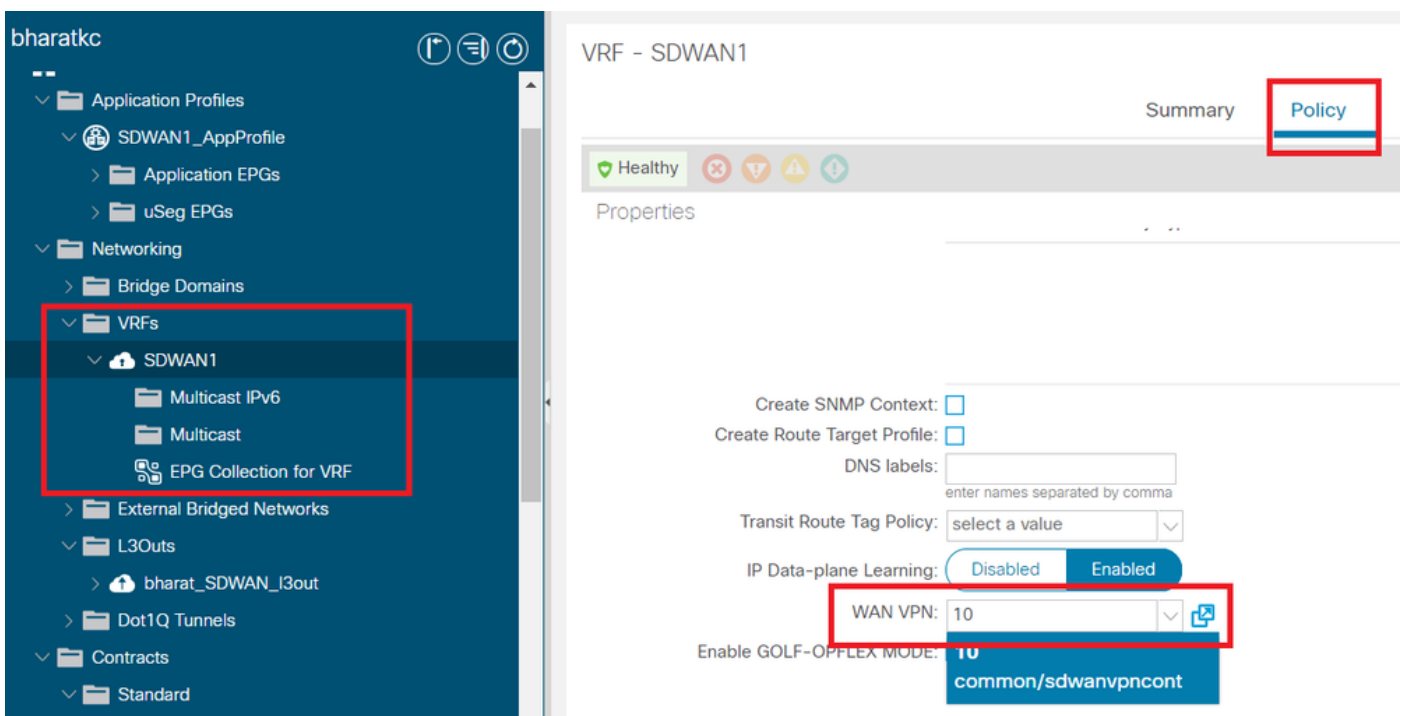 bharatkc
Application Profiles
SDWAN1_AppProfile
Application EPGs
uSeg EPGs
Networking
Bridge Domains
VRFs
SDWAN1
Multicast IPv6
Multicast
EPG Collection for VRF
External Bridged Networks
L3Outs
bharat_SDWAN_l3out
Dot1Q Tunnels
Contracts
Standard
VRF - SDWAN1
Summary Policy
Healthy
Properties
Create SNMP Context:
Create Route Target Profile:
DNS labels:
enter names separated by comma
Transit Route Tag Policy: select a value
IP Data-plane Learning: Disabled Enabled
WAN VPN: 10
Enable GOLF-OPFLEX MODE: 10
common/sdwanvpncont